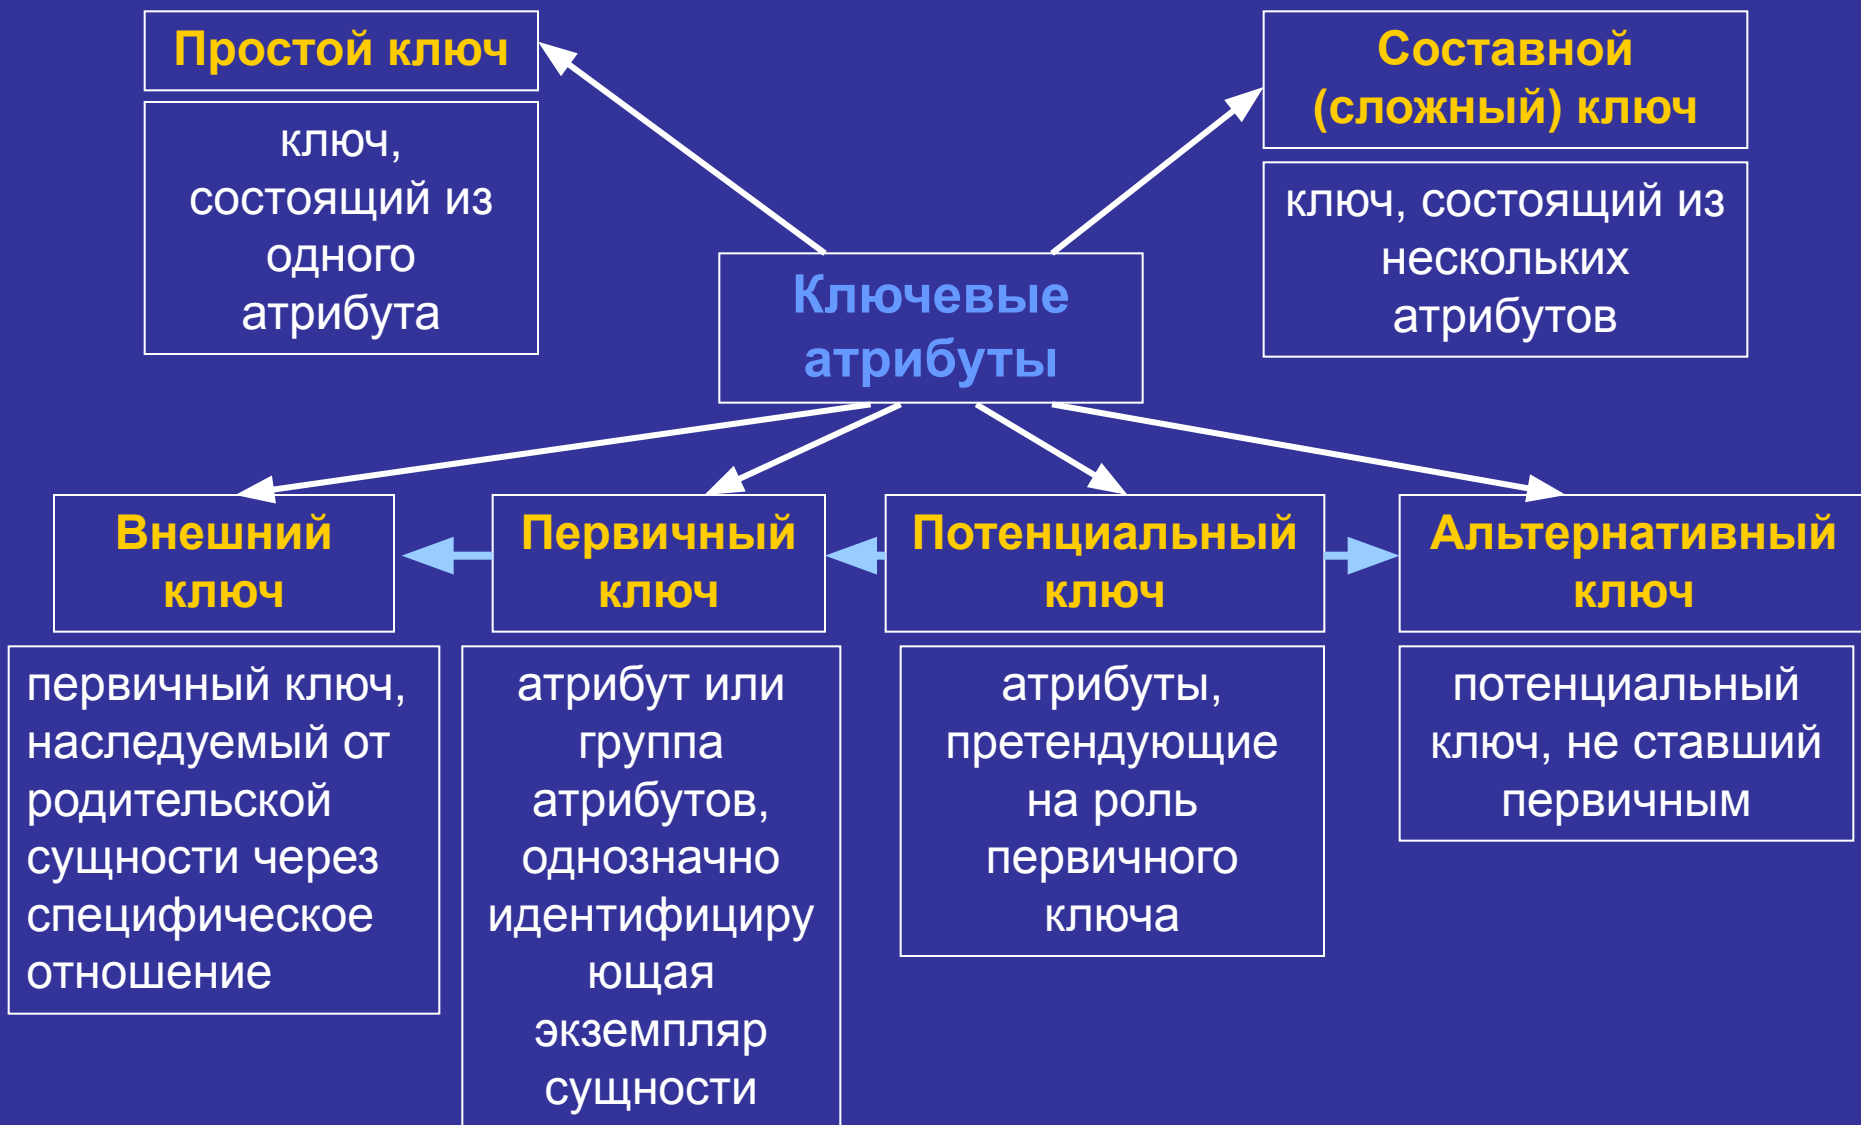 Простой ключ
ключ,
состоящий из
одного
атрибута
Составной
(сложный) ключ
ключ, состоящий из
нескольких
атрибутов
Ключевые
атрибуты
Внешний
ключ
первичный ключ,
наследуемый от
родительской
сущности через
специфическое
отношение
Первичный
ключ
атрибут или
группа
атрибутов,
однозначно
идентифициру
ющая
экземпляр
сущности
Потенциальный
ключ
атрибуты,
претендующие
на роль
первичного
ключа
Альтернативный
ключ
потенциальный
ключ, не ставший
первичным